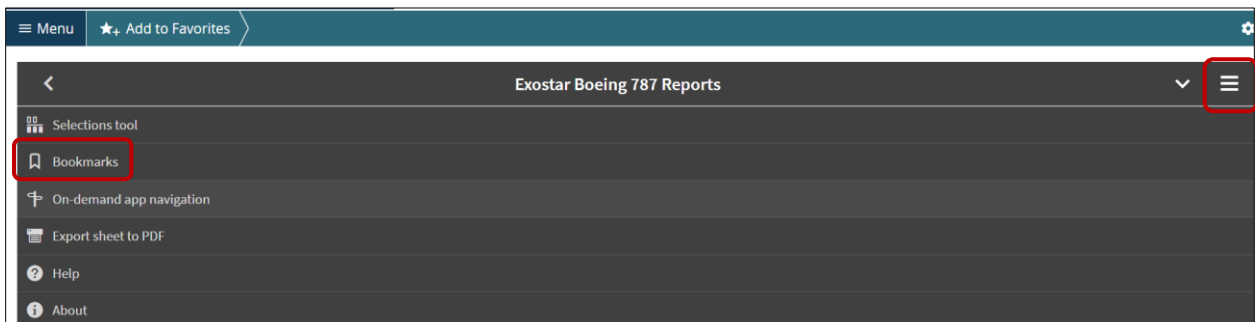 Menu Add to Favorites
Exostar Boeing 787 Reports
Selections tool
Bookmarks
On-demand app navigation
Export sheet to PDF
Help
About